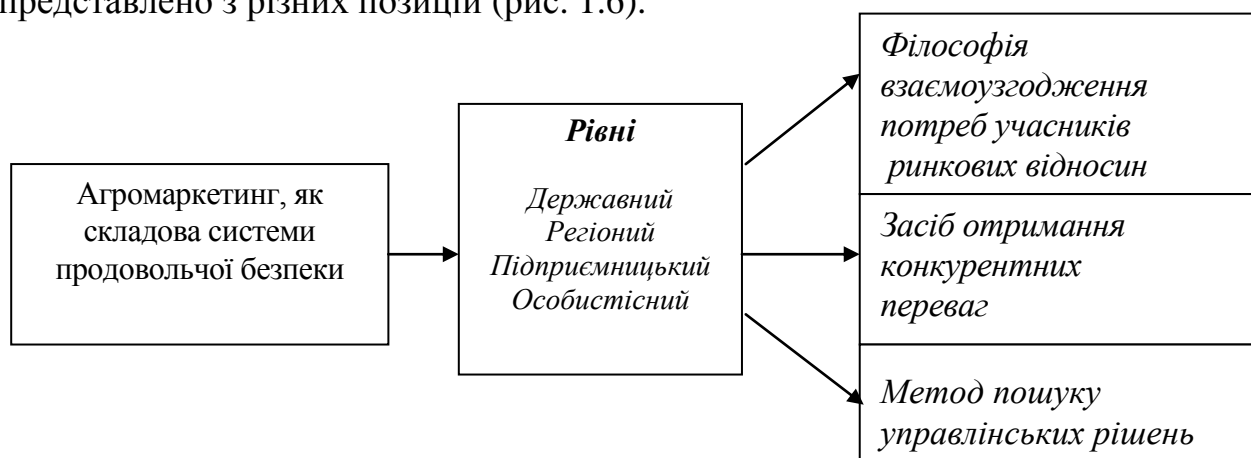 представлено з різних позицій (рис. 1.6).
Агромаркетинг, як
складова системи
продовольчої безпеки
Рівні
Державний
Регіоний
Підприємницький
Особистісний
Філософія
взаємоузгодження
потреб учасників
ринкових відносин
Засіб отримання
конкурентних
переваг
Метод пошуку
управлінських рішень